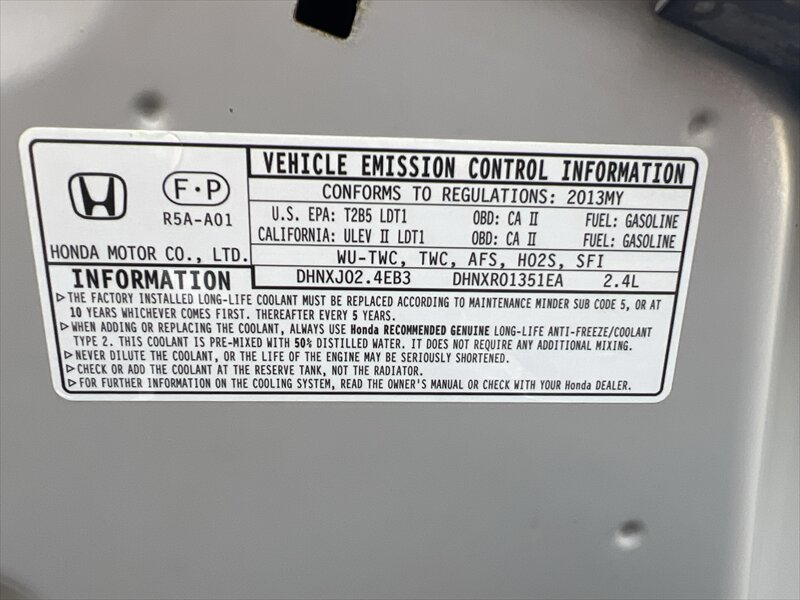 VEHICLE EMISSION CONTROL INFORMATION
F·P
R5A-A01
HONDA MOTOR CO., LTD.
CONFORMS TO REGULATIONS: 2013MY
U.S. EPA: T2B5 LDT1 OBD: CA II FUEL: GASOLINE
CALIFORNIA: ULEV II LDT1 OBD: CA II FUEL: GASOLINE
WU-TWC, TWC, AFS, HO2S, SFI
DHNXJ02.4EB3 DHNXR01351EA 2.4L
INFORMATION
▷THE FACTORY INSTALLED LONG-LIFE COOLANT MUST BE REPLACED ACCORDING TO MAINTENANCE MINDER SUB CODE 5, OR AT
10 YEARS WHICHEVER COMES FIRST. THEREAFTER EVERY 5 YEARS.
▷WHEN ADDING OR REPLACING THE COOLANT, ALWAYS USE Honda RECOMMENDED GENUINE LONG-LIFE ANTI-FREEZE/COOLANT
TYPE 2. THIS COOLANT IS PRE-MIXED WITH 50% DISTILLED WATER. IT DOES NOT REQUIRE ANY ADDITIONAL MIXING.
▷NEVER DILUTE THE COOLANT, OR THE LIFE OF THE ENGINE MAY BE SERIOUSLY SHORTENED.
▷CHECK OR ADD THE COOLANT AT THE RESERVE TANK, NOT THE RADIATOR.
▷FOR FURTHER INFORMATION ON THE COOLING SYSTEM, READ THE OWNER'S MANUAL OR CHECK WITH YOUR Honda DEALER.